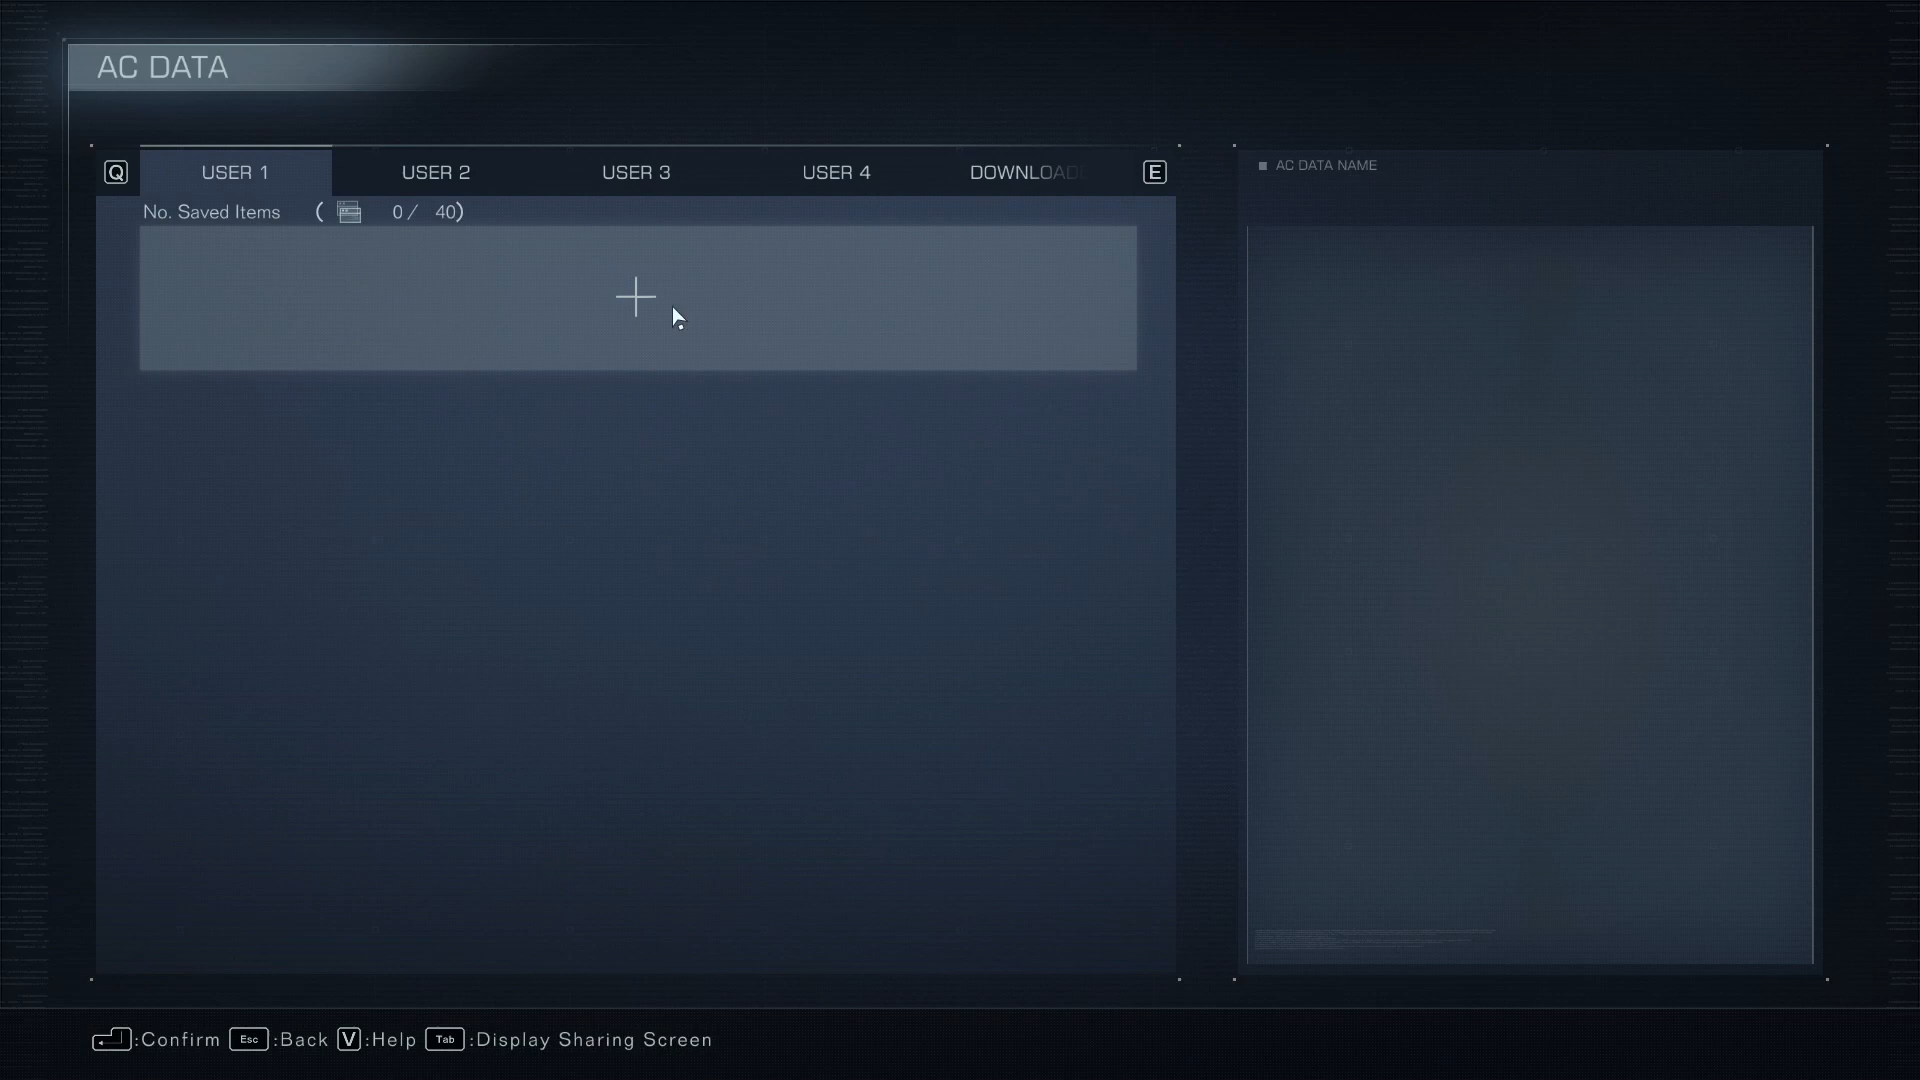 AC DATA
Q USER 1 USER 2 USER 3 USER 4 DOWNLOAD E
No. Saved Items ( 0 / 40)
AC DATA NAME
:Confirm Esc :Back V :Help Tab :Display Sharing Screen